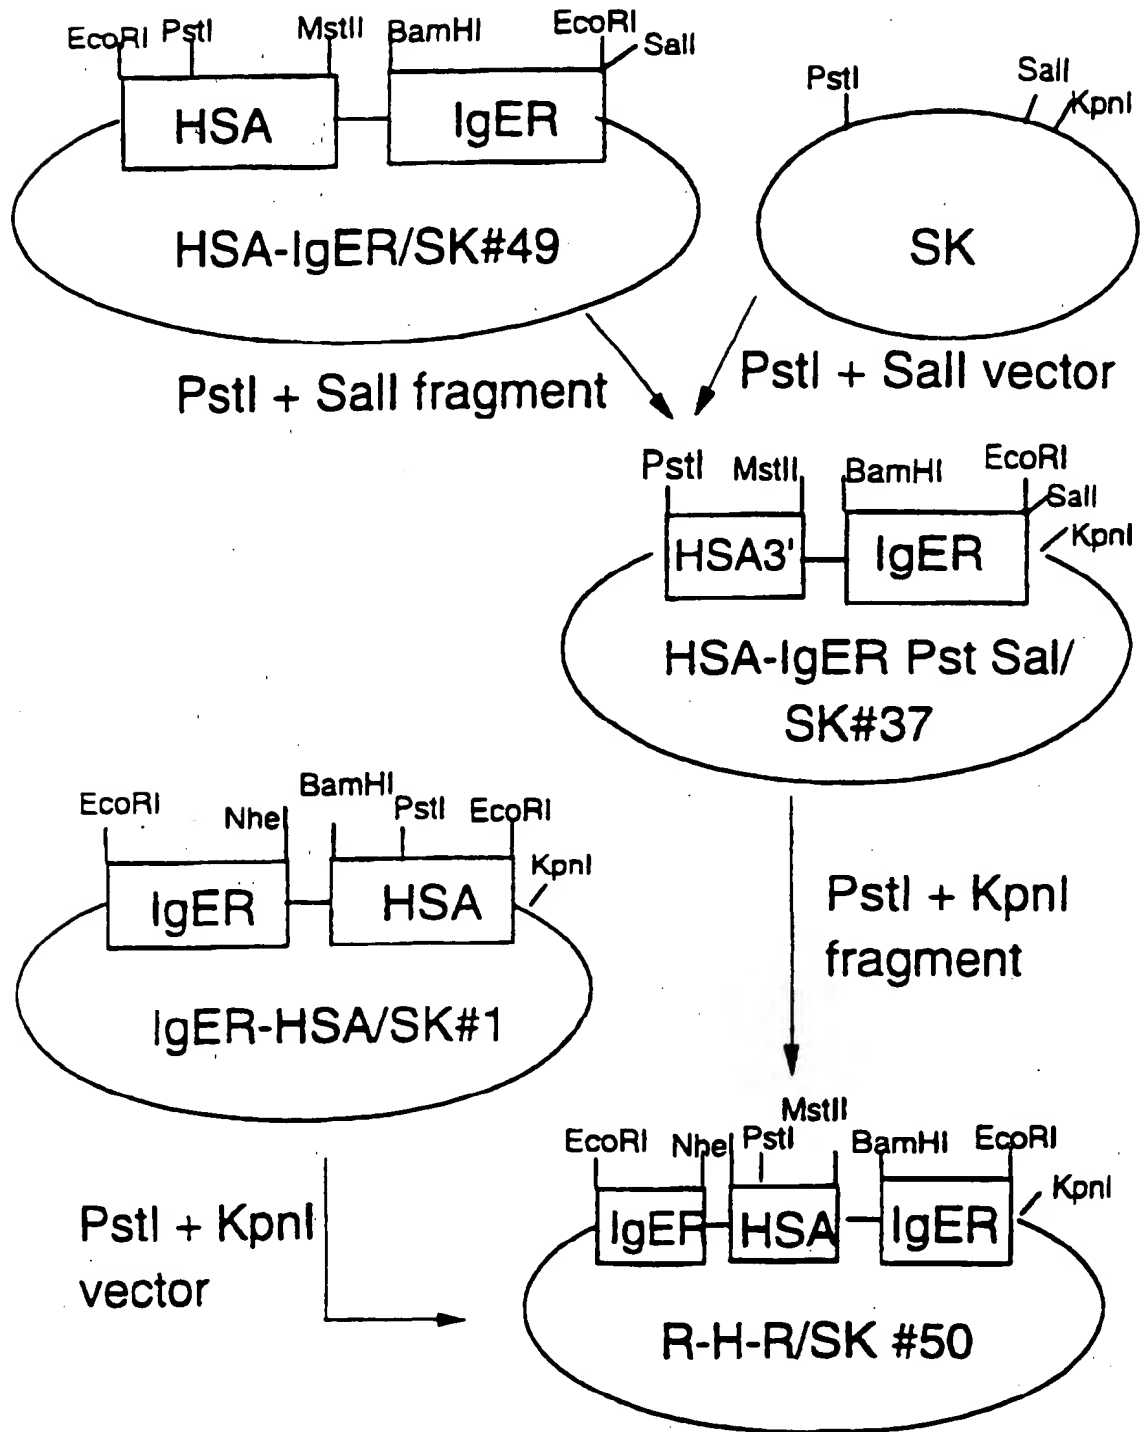 EcoRI PstI MstII BamHI EcoRI SalI
HSA IgER
HSA-IgER/SK#49
PstI SalI KpnI
SK
PstI + SalI fragment
PstI + SalI vector
PstI MstII BamHI EcoRI SalI KpnI
HSA3' IgER
HSA-IgER Pst Sal/
SK#37
EcoRI NheI BamHI PstI EcoRI KpnI
IgER HSA
IgER-HSA/SK#1
PstI + KpnI
fragment
PstI + KpnI
vector
MstII
EcoRI NheI PstI BamHI EcoRI KpnI
IgER HSA IgER
R-H-R/SK #50